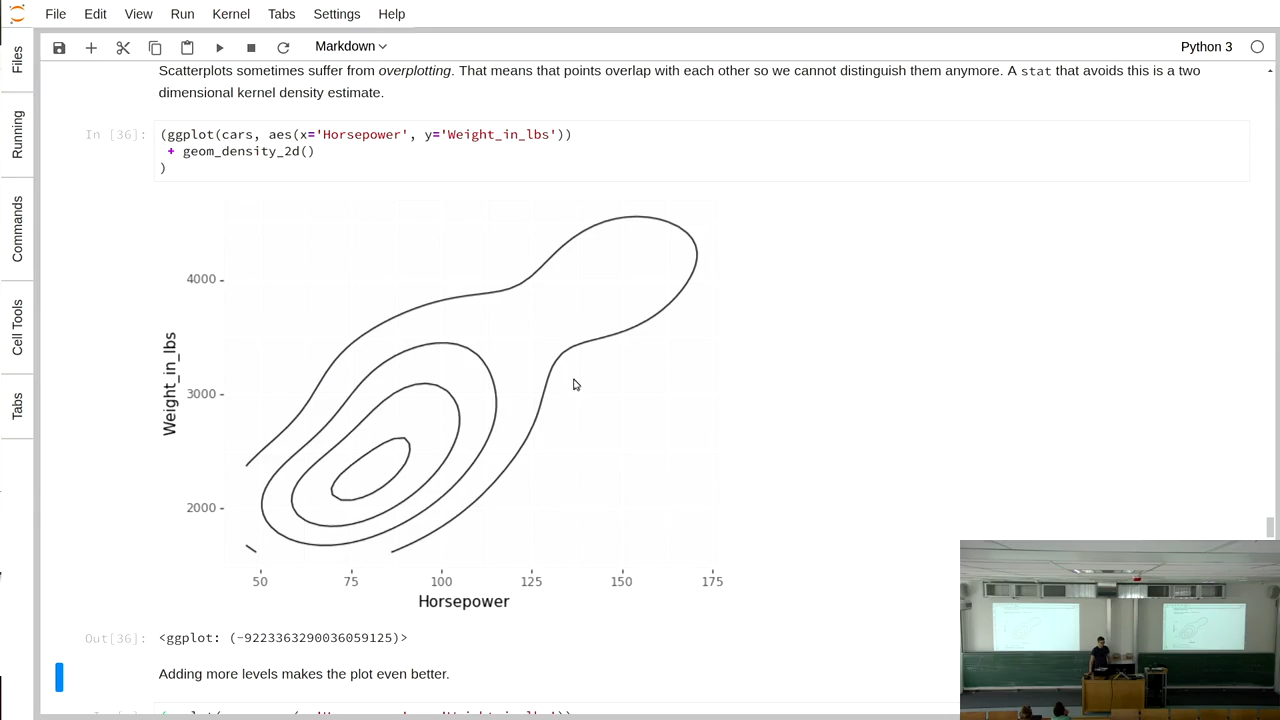 File Edit View Run Kernel Tabs Settings Help
Markdown
Python 3
Files
Running
Commands
Cell Tools
Tabs
Scatterplots sometimes suffer from overplotting. That means that points overlap with each other so we cannot distinguish them anymore. A stat that avoids this is a two
dimensional kernel density estimate.
In [36]:
(ggplot(cars, aes(x='Horsepower', y='Weight_in_lbs'))
+ geom_density_2d()
)
4000
3000
2000
Weight_in_lbs
50 75 100 125 150 175
Horsepower
Out[36]: <ggplot: (-9223363290036059125)>
Adding more levels makes the plot even better.